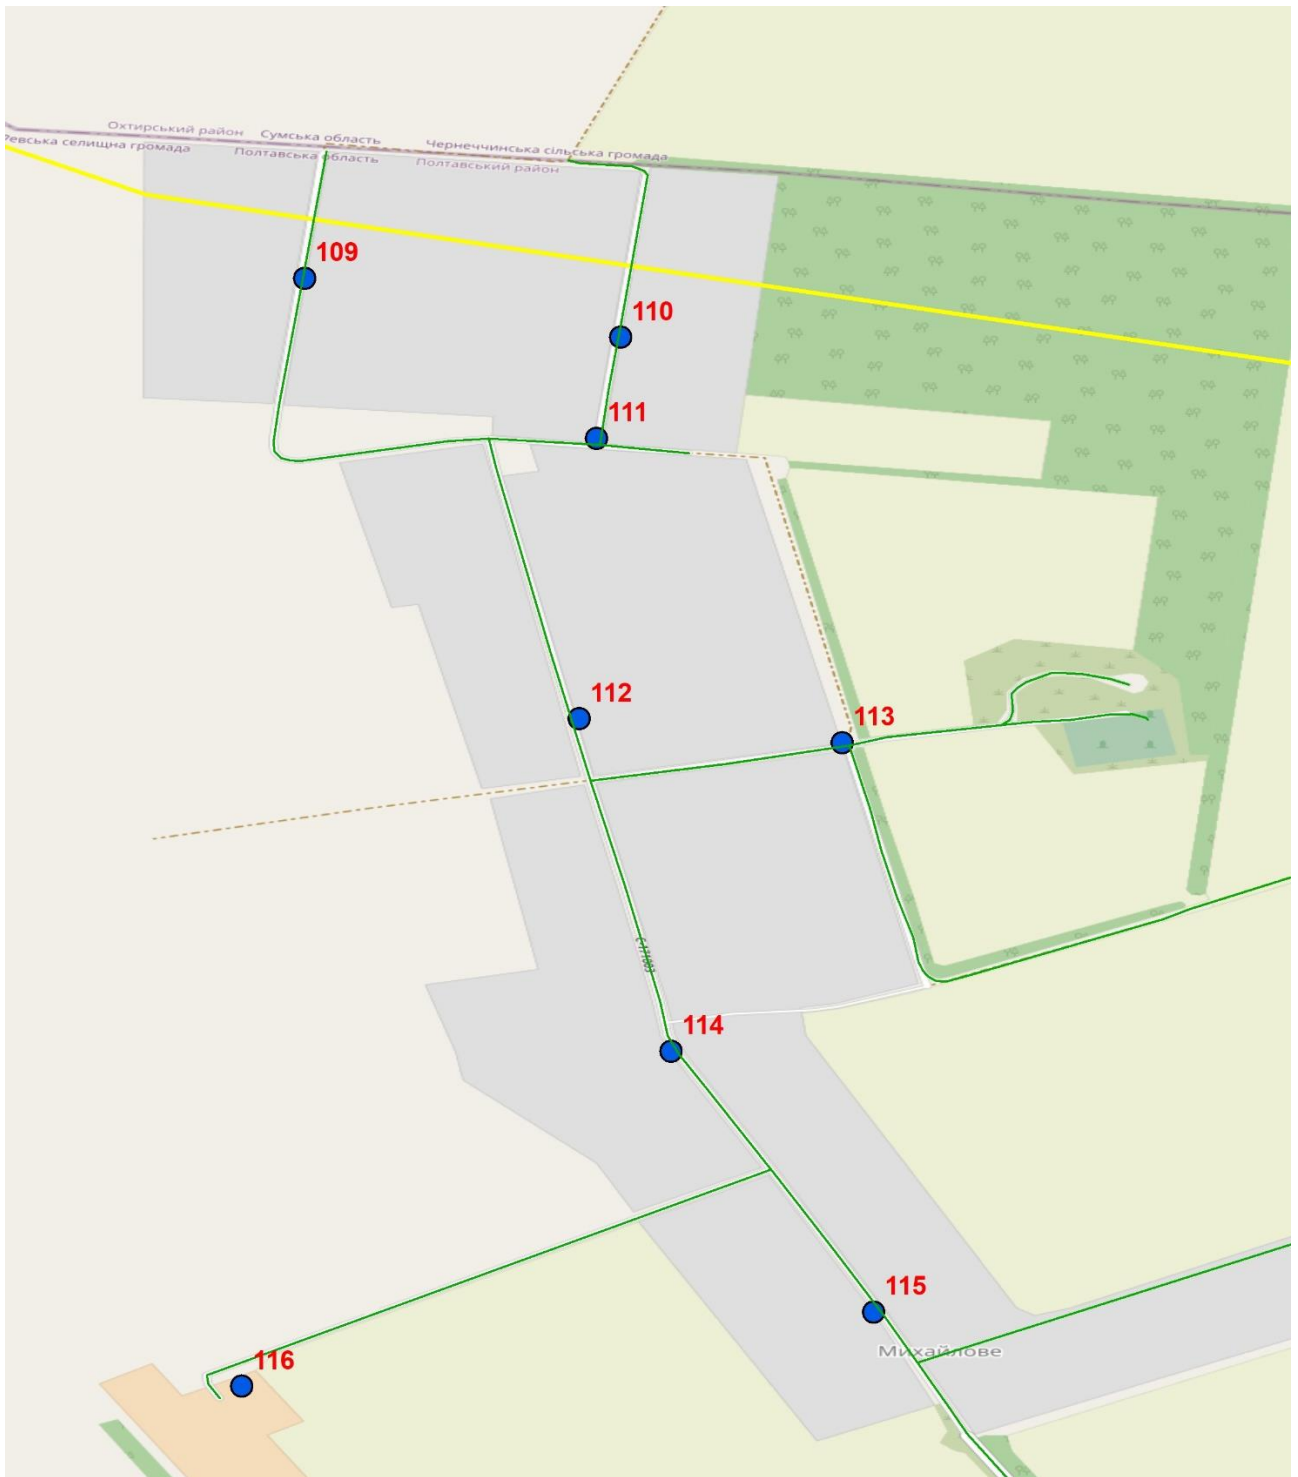 Охтирський район
Сумська область
Чернеччинська сільська громада
ревська селищна громада
Полтавська область
Полтавський район
109
110
111
112
113
С171003
114
115
Михайлове
116